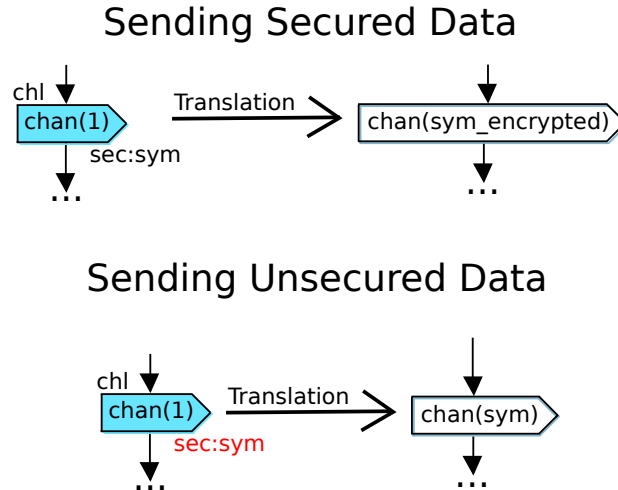 Sending Secured Data
chl
chan(1)
Translation
chan(sym_encrypted)
sec:sym
...
...
Sending Unsecured Data
chl
chan(1)
Translation
chan(sym)
sec:sym
...
...